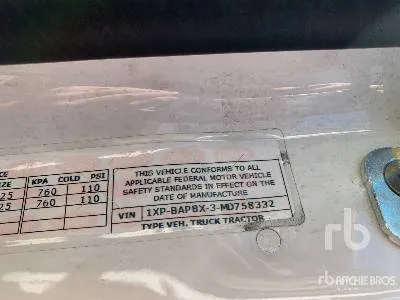 CE
SIZE KPA COLD PSI
25 760 110
25 760 110
THIS VEHICLE CONFORMS TO ALL
APPLICABLE FEDERAL MOTOR VEHICLE
SAFETY STANDARDS IN EFFECT ON THE
DATE OF MANUFACTURE
VIN 1XP-BAP8X-3-MD758332
TYPE VEH. TRUCK TRACTOR
rb
rb RITCHIE BROS.